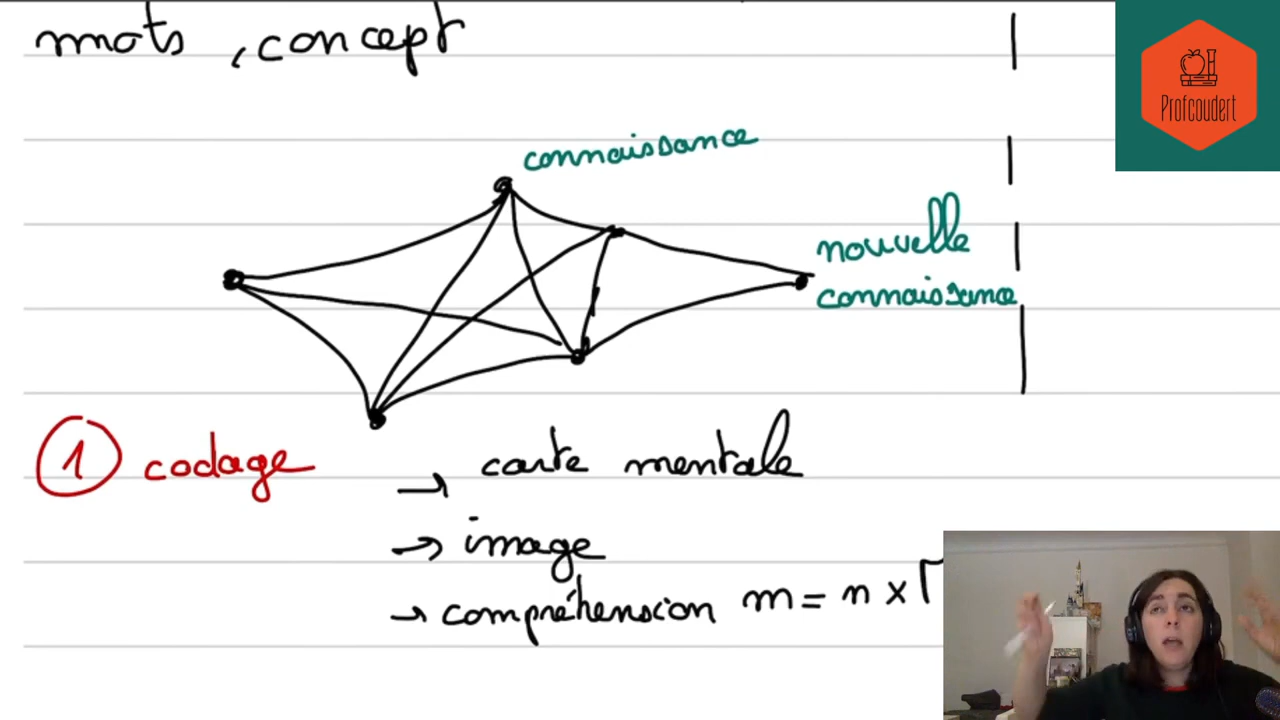 mots, concept
Profcoudert
connaissance
nouvelle
connaissance
① codage
→ carte mentale
→ image
→ compréhension m = n x